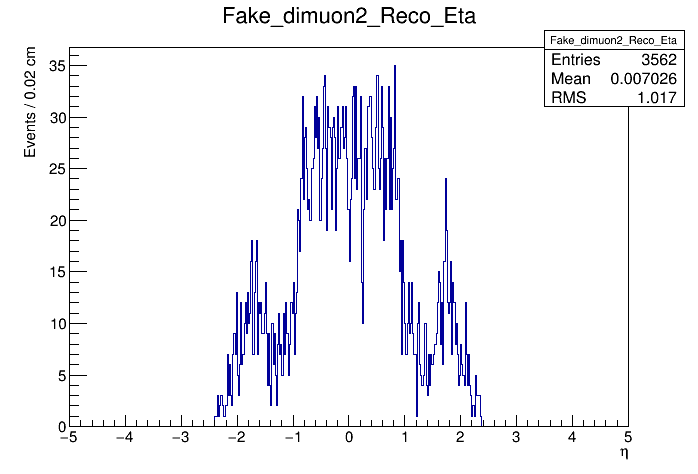 Fake_dimuon2_Reco_Eta
Fake_dimuon2_Reco_Eta
Entries 3562
Mean 0.007026
RMS 1.017
Events / 0.02 cm
35
30
25
20
15
10
5
0
−5 −4 −3 −2 −1 0 1 2 3 4 5
η